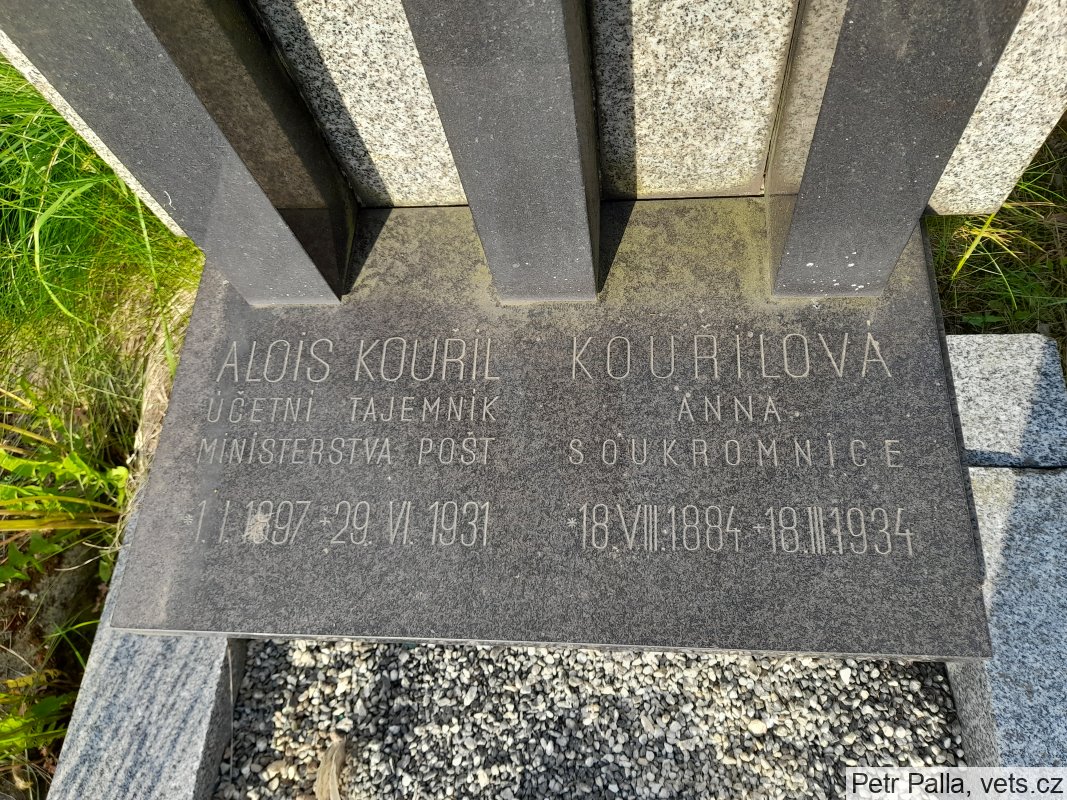 ALOIS KOUŘIL
ÚČETNÍ TAJEMNÍK
MINISTERSTVA POŠT
*1. I. 1897 +29. VI. 1931
KOUŘILOVÁ
ANNA
SOUKROMNICE
*18.VIII.1884 +18.III.1934
Petr Palla, vets.cz